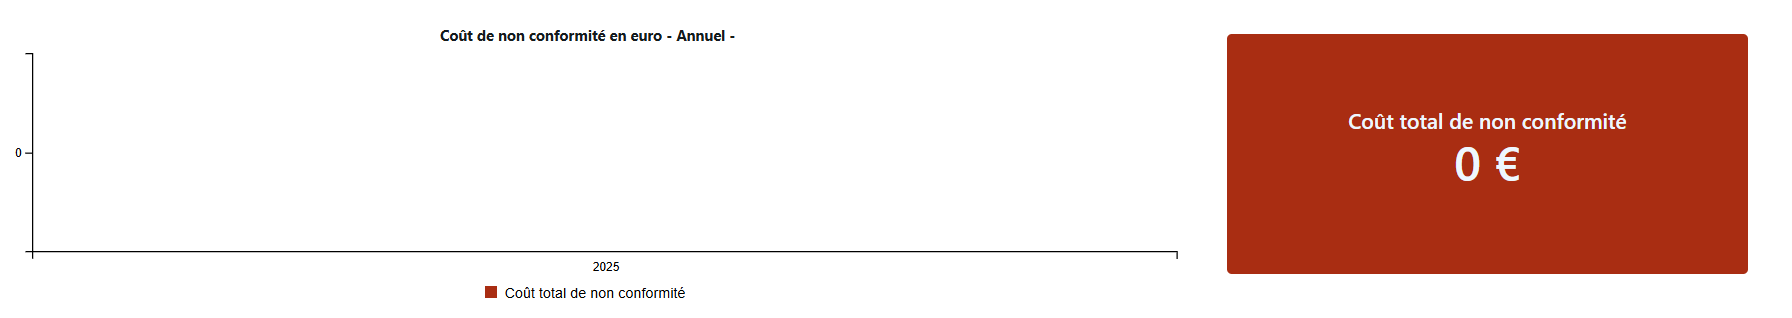 Coût de non conformité en euro - Annuel -
0
2025
Coût total de non conformité
Coût total de non conformité
0 €